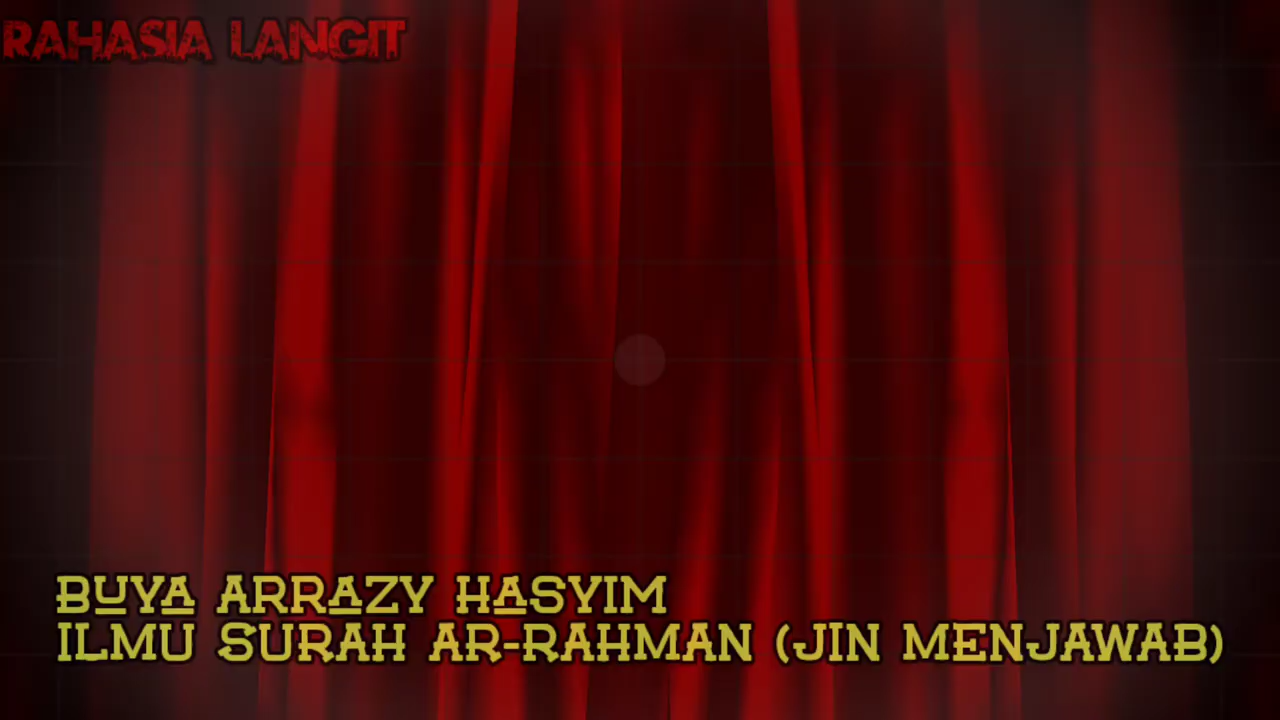 RAHASIA LANGIT
BUYA ARRAZY HASYIM
ILMU SURAH AR-RAHMAN (JIN MENJAWAB)